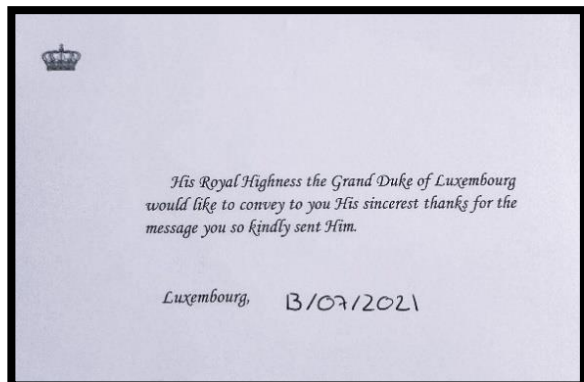 His Royal Highness the Grand Duke of Luxembourg
would like to convey to you His sincerest thanks for the
message you so kindly sent Him.
Luxembourg, 13/07/2021